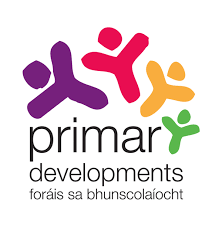 primary
developments
foráis sa bhunscolaíocht